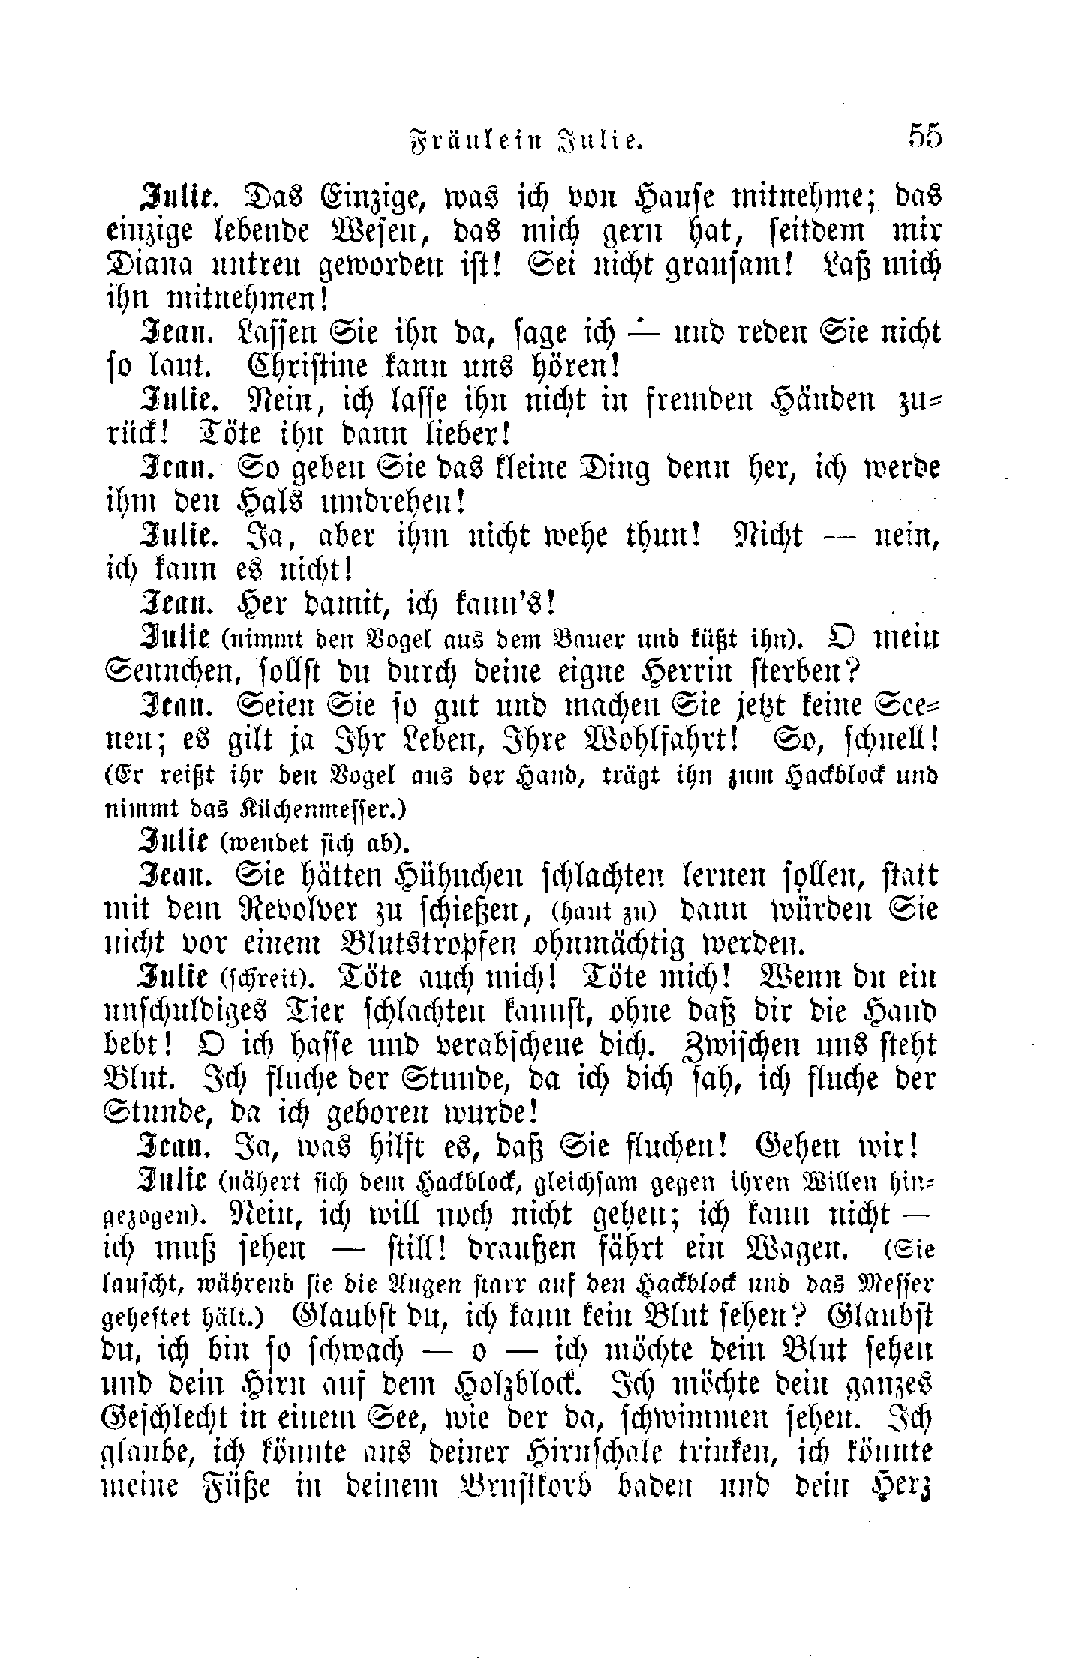 Fräulein Julie. 55
Julie. Das Einzige, was ich von Hause mitnehme; das
einzige lebende Wesen, das mich gern hat, seitdem mir
Diana untreu geworden ist! Sei nicht grausam! Laß mich
ihn mitnehmen!
Jean. Lassen Sie ihn da, sage ich — und reden Sie nicht
so laut. Christine kann uns hören!
Julie. Nein, ich lasse ihn nicht in fremden Händen zu-
rück! Töte ihn dann lieber!
Jean. So geben Sie das kleine Ding denn her, ich werde
ihm den Hals umdrehen!
Julie. Ja, aber ihm nicht wehe thun! Nicht — nein,
ich kann es nicht!
Jean. Her damit, ich kann's!
Julie (nimmt den Vogel aus dem Bauer und küßt ihn). O mein
Sennchen, sollst du durch deine eigne Herrin sterben?
Jean. Seien Sie so gut und machen Sie jetzt keine Sce-
nen; es gilt ja Ihr Leben, Ihre Wohlfahrt! So, schnell!
(Er reißt ihr den Vogel aus der Hand, trägt ihn zum Hackblock und
nimmt das Küchenmesser.)
Julie (wendet sich ab).
Jean. Sie hätten Hühnchen schlachten lernen sollen, statt
mit dem Revolver zu schießen, (haut zu) dann würden Sie
nicht vor einem Blutstropfen ohnmächtig werden.
Julie (schreit). Töte auch mich! Töte mich! Wenn du ein
unschuldiges Tier schlachten kannst, ohne daß dir die Hand
bebt! O ich hasse und verabscheue dich. Zwischen uns steht
Blut. Ich fluche der Stunde, da ich dich sah, ich fluche der
Stunde, da ich geboren wurde!
Jean. Ja, was hilft es, daß Sie fluchen! Gehen wir!
Julie (nähert sich dem Hackblock, gleichsam gegen ihren Willen hin-
gezogen). Nein, ich will noch nicht gehen; ich kann nicht —
ich muß sehen — still! draußen fährt ein Wagen. (Sie
lauscht, während sie die Augen starr auf den Hackblock und das Messer
geheftet hält.) Glaubst du, ich kann kein Blut sehen? Glaubst
du, ich bin so schwach — o — ich möchte dein Blut sehen
und dein Hirn auf dem Holzblock. Ich möchte dein ganzes
Geschlecht in einem See, wie der da, schwimmen sehen. Ich
glaube, ich könnte aus deiner Hirnschale trinken, ich könnte
meine Füße in deinem Brustkorb baden und dein Herz